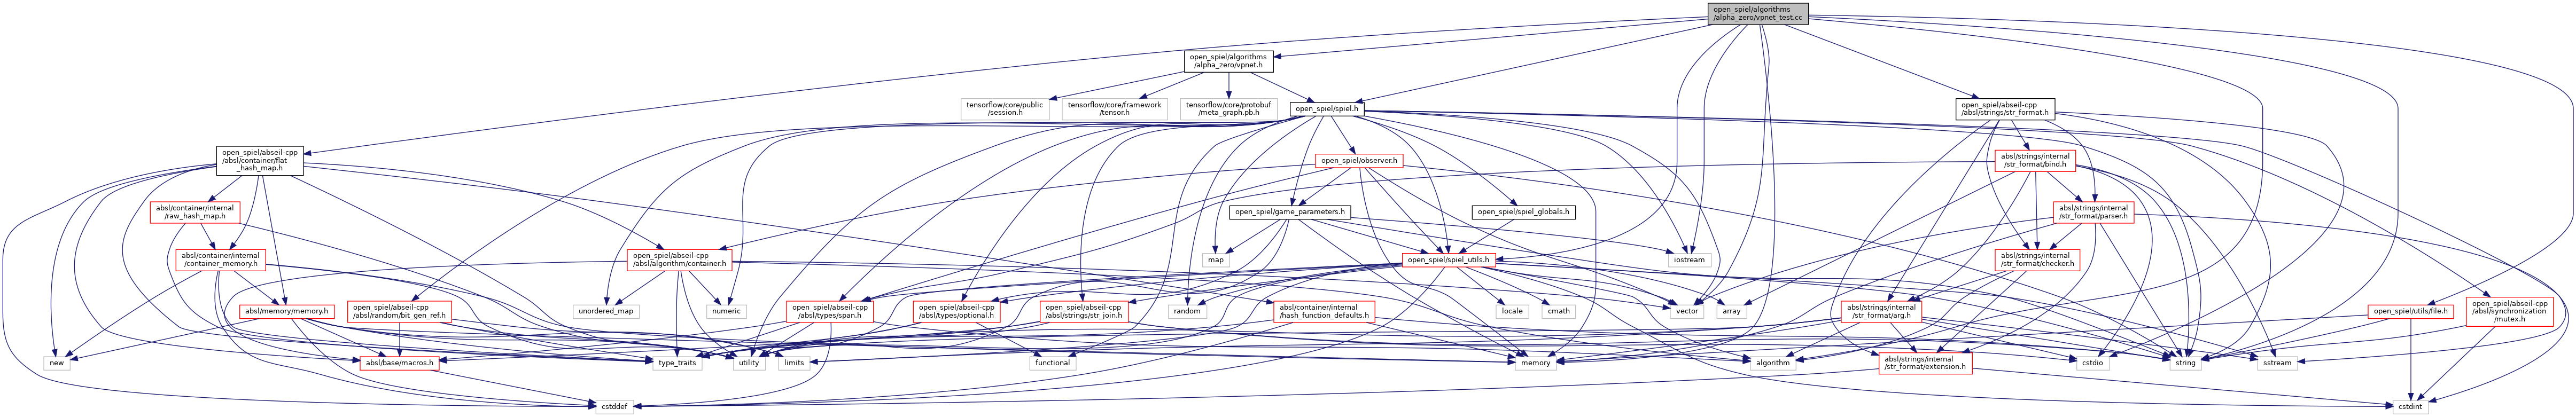 open_spiel/algorithms
/alpha_zero/vpnet_test.cc
open_spiel/algorithms
/alpha_zero/vpnet.h
tensorflow/core/public
/session.h
tensorflow/core/framework
/tensor.h
tensorflow/core/protobuf
/meta_graph.pb.h
open_spiel/spiel.h
open_spiel/abseil-cpp
/absl/strings/str_format.h
open_spiel/abseil-cpp
/absl/container/flat
_hash_map.h
open_spiel/observer.h
absl/strings/internal
/str_format/bind.h
absl/container/internal
/raw_hash_map.h
open_spiel/game_parameters.h
open_spiel/spiel_globals.h
absl/strings/internal
/str_format/parser.h
absl/container/internal
/container_memory.h
open_spiel/abseil-cpp
/absl/algorithm/container.h
map
open_spiel/spiel_utils.h
iostream
absl/strings/internal
/str_format/checker.h
absl/memory/memory.h
open_spiel/abseil-cpp
/absl/random/bit_gen_ref.h
unordered_map
numeric
open_spiel/abseil-cpp
/absl/types/span.h
open_spiel/abseil-cpp
/absl/types/optional.h
open_spiel/abseil-cpp
/absl/strings/str_join.h
random
absl/container/internal
/hash_function_defaults.h
locale
cmath
vector
array
absl/strings/internal
/str_format/arg.h
open_spiel/utils/file.h
open_spiel/abseil-cpp
/absl/synchronization
/mutex.h
new
absl/base/macros.h
type_traits
utility
limits
functional
memory
algorithm
absl/strings/internal
/str_format/extension.h
cstdio
string
sstream
cstddef
cstdint